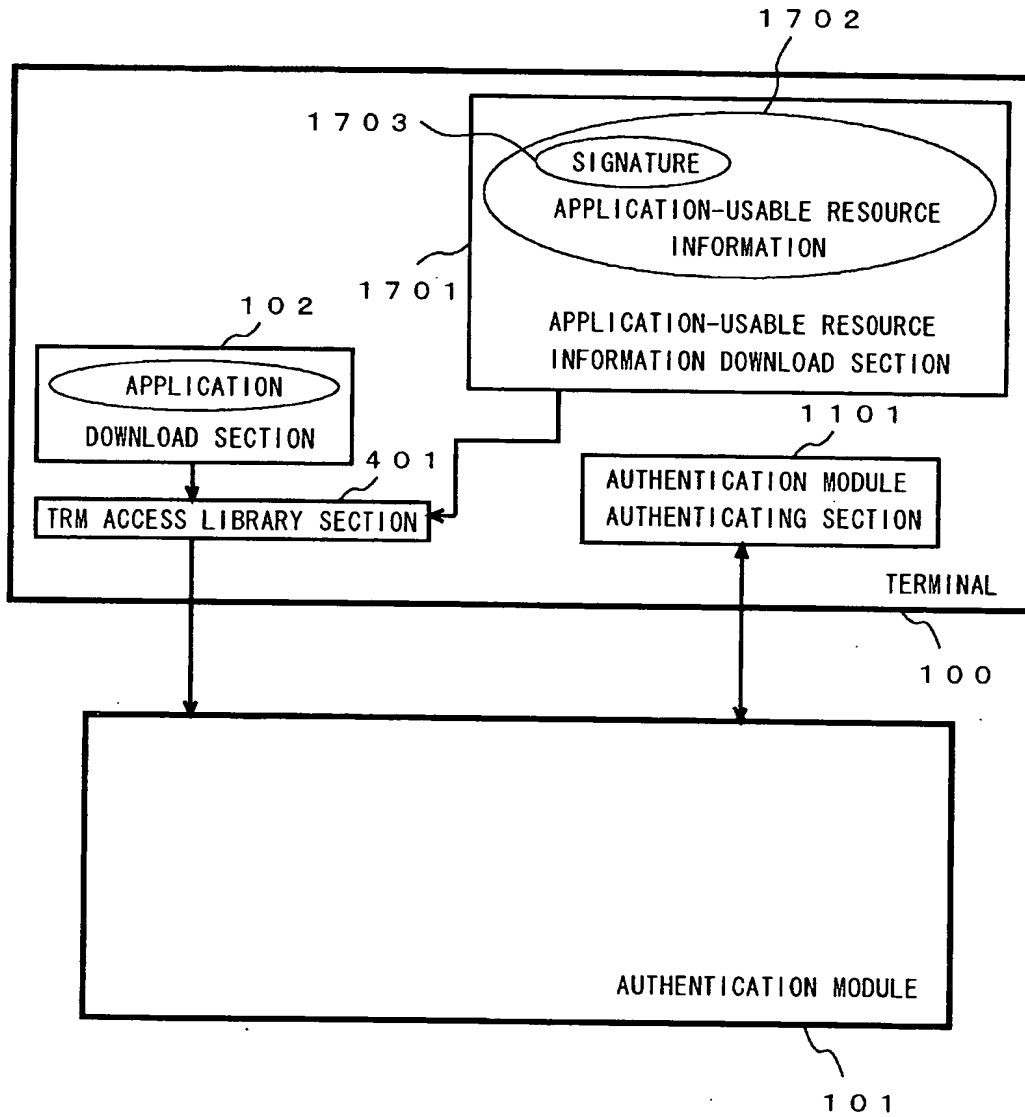 1702
1703
SIGNATURE
APPLICATION-USABLE RESOURCE
INFORMATION
1701
APPLICATION-USABLE RESOURCE
INFORMATION DOWNLOAD SECTION
102
APPLICATION
DOWNLOAD SECTION
401
TRM ACCESS LIBRARY SECTION
1101
AUTHENTICATION MODULE
AUTHENTICATING SECTION
TERMINAL
100
AUTHENTICATION MODULE
101